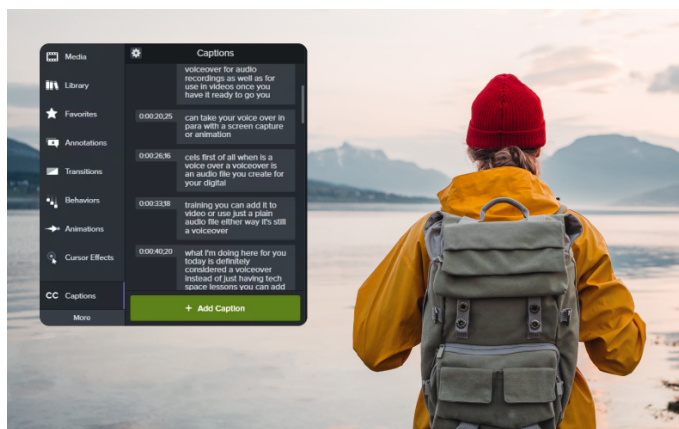 Media
Library
Favorites
Annotations
Transitions
Behaviors
Animations
Cursor Effects
CC Captions
More
Captions
voiceover for audio
recordings as well as for
use in videos once you
have it ready to go you
0:00:20;25
can take your voice over in
para with a screen capture
or animation
0:00:26;16
cels first of all when is a
voice over a voiceover is
an audio file you create for
your digital
0:00:33;18
training you can add it to
video or use just a plain
audio file either way it's still
a voiceover
0:00:40;20
what I'm doing here for you
today is definitely
considered a voiceover
instead of just having tech
space lessons you can add
+ Add Caption